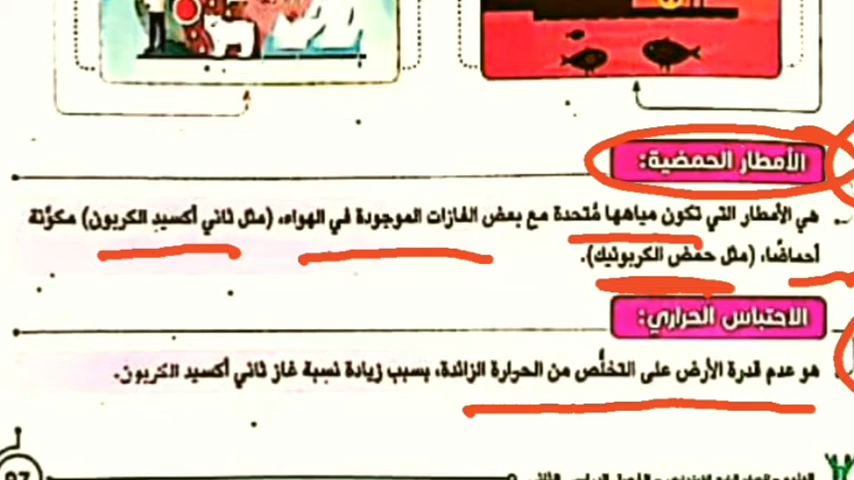 الأمطار الحمضية:
هي الأمطار التي تكون مياهها مُتحدة مع بعض الغازات الموجودة في الهواء، (مثل ثاني أكسيد الكربون) مكوّنة
أحماضًا، (مثل حمض الكربونيك).
الاحتباس الحراري:
هو عدم قدرة الأرض على التخلُّص من الحرارة الزائدة، بسبب زيادة نسبة غاز ثاني أكسيد الكربون.